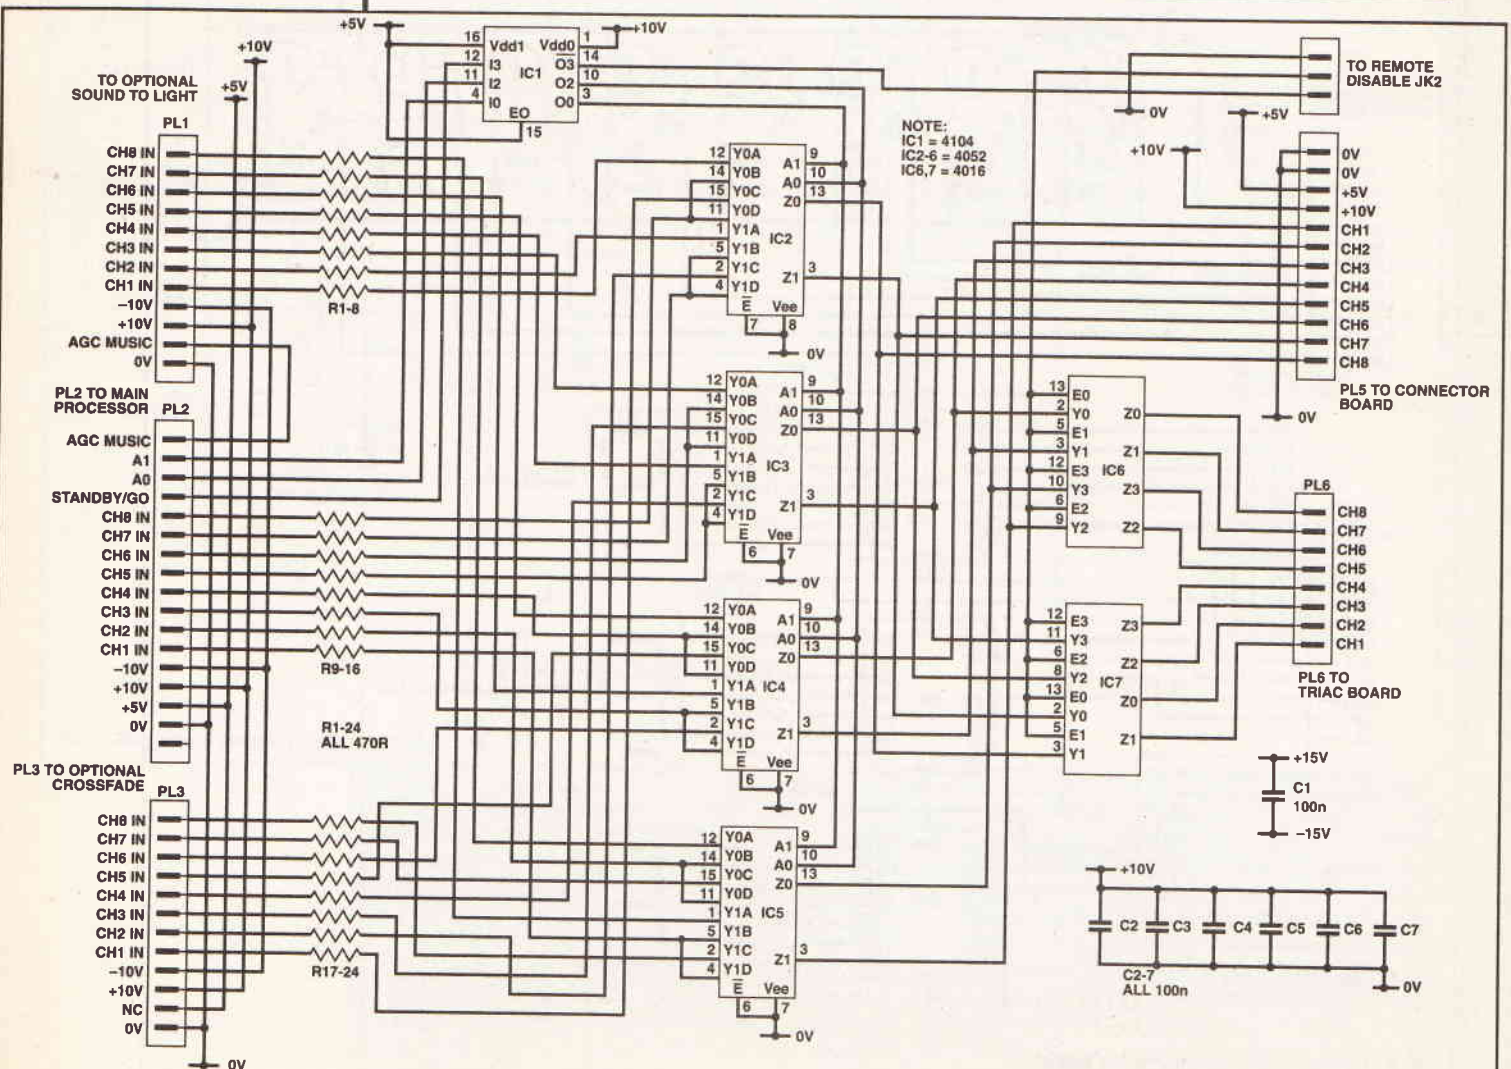 +5V
+10V
16 Vdd1 Vdd0 1
12 I3 O3 14
11 I2 IC1 O2 10
4 I0 O0 3
EO
15
+10V
+5V
TO OPTIONAL
SOUND TO LIGHT
PL1
CH8 IN
CH7 IN
CH6 IN
CH5 IN
CH4 IN
CH3 IN
CH2 IN
CH1 IN
–10V
+10V
AGC MUSIC
0V
R1-8
PL2 TO MAIN
PROCESSOR
PL2
AGC MUSIC
A1
A0
STANDBY/GO
CH8 IN
CH7 IN
CH6 IN
CH5 IN
CH4 IN
CH3 IN
CH2 IN
CH1 IN
–10V
+10V
+5V
0V
R9-16
R1-24
ALL 470R
PL3 TO OPTIONAL
CROSSFADE
PL3
CH8 IN
CH7 IN
CH6 IN
CH5 IN
CH4 IN
CH3 IN
CH2 IN
CH1 IN
–10V
+10V
NC
0V
R17-24
0V
12 Y0A A1 9
14 Y0B A0 10
15 Y0C Z0 13
11 Y0D
1 Y1A IC2
5 Y1B
2 Y1C Z1 3
4 Y1D
E Vee
7 8
0V
12 Y0A A1 9
14 Y0B A0 10
15 Y0C Z0 13
11 Y0D
1 Y1A IC3
5 Y1B
2 Y1C Z1 3
4 Y1D
E Vee
6 7
0V
12 Y0A A1 9
14 Y0B A0 10
15 Y0C Z0 13
11 Y0D
1 Y1A IC4
5 Y1B
2 Y1C Z1 3
4 Y1D
E Vee
6 7
0V
12 Y0A A1 9
14 Y0B A0 10
15 Y0C Z0 13
11 Y0D
1 Y1A IC5
5 Y1B
2 Y1C Z1 3
4 Y1D
E Vee
6 7
0V
NOTE:
IC1 = 4104
IC2-6 = 4052
IC6,7 = 4016
TO REMOTE
DISABLE JK2
0V
+5V
+10V
0V
0V
+5V
+10V
CH1
CH2
CH3
CH4
CH5
CH6
CH7
CH8
PL5 TO CONNECTOR
BOARD
0V
13 E0
2 Y0 Z0
5 E1
3 Y1 Z1
12 E3 IC6
10 Y3 Z3
6 E2
9 Y2 Z2
12 E3
11 Y3 Z3
6 E2
8 Y2 Z2
13 E0 IC7
2 Y0 Z0
5 E1
3 Y1 Z1
PL6
CH8
CH7
CH6
CH5
CH4
CH3
CH2
CH1
PL6 TO
TRIAC BOARD
+15V
C1
100n
–15V
+10V
C2 C3 C4 C5 C6 C7
C2-7
ALL 100n
0V